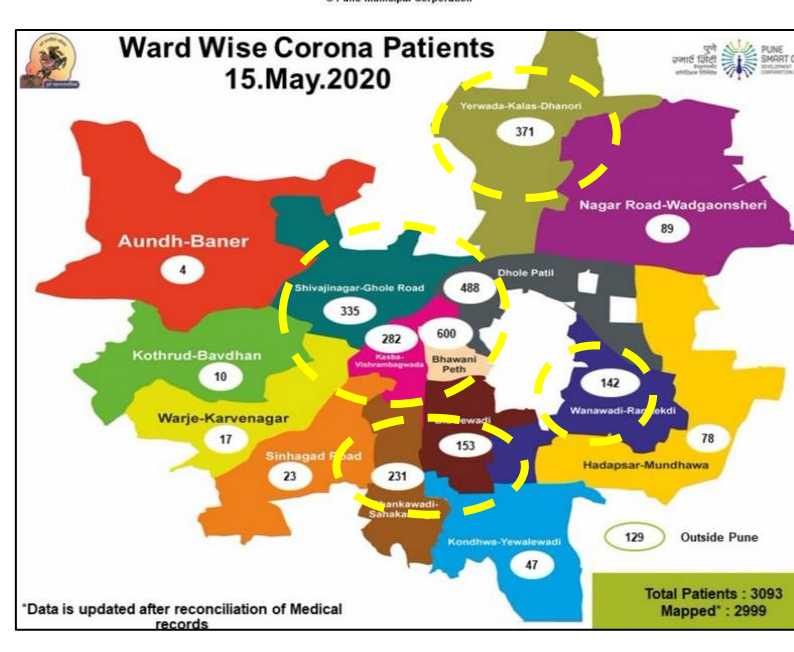 Ward Wise Corona Patients
15.May.2020
पुणे
स्मार्ट सिटी
PUNE
SMART C
Yerwada-Kalas-Dhanori
371
Nagar Road-Wadgaonsheri
89
Aundh-Baner
4
Dhole Patil
488
Shivajinagar-Ghole Road
335
282
Kasba-
Vishrambagwada
600
Bhawani
Peth
Kothrud-Bavdhan
10
142
Wanawadi-
Warje-Karvenagar
17
153
78
Hadapsar-Mundhawa
Sinhagad Road
23
231
Kondhwa-Yewalewadi
47
129
Outside Pune
Total Patients : 3093
Mapped* : 2999
*Data is updated after reconciliation of Medical
records